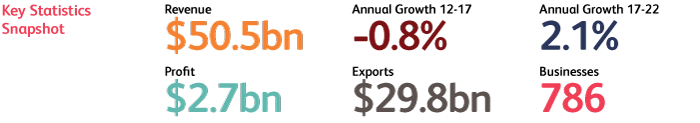 Key Statistics
Snapshot
Revenue
$50.5bn
Annual Growth 12-17
-0.8%
Annual Growth 17-22
2.1%
Profit
$2.7bn
Exports
$29.8bn
Businesses
786